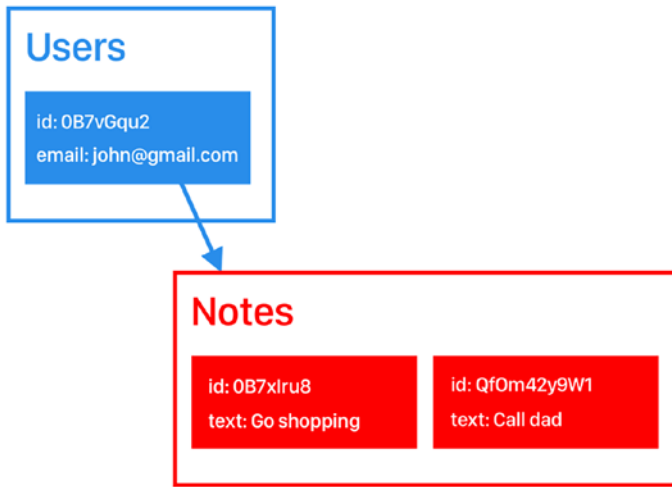 Users
id: 0B7vGqu2
email: john@gmail.com
Notes
id: 0B7xIru8
text: Go shopping
id: QfOm42y9W1
text: Call dad